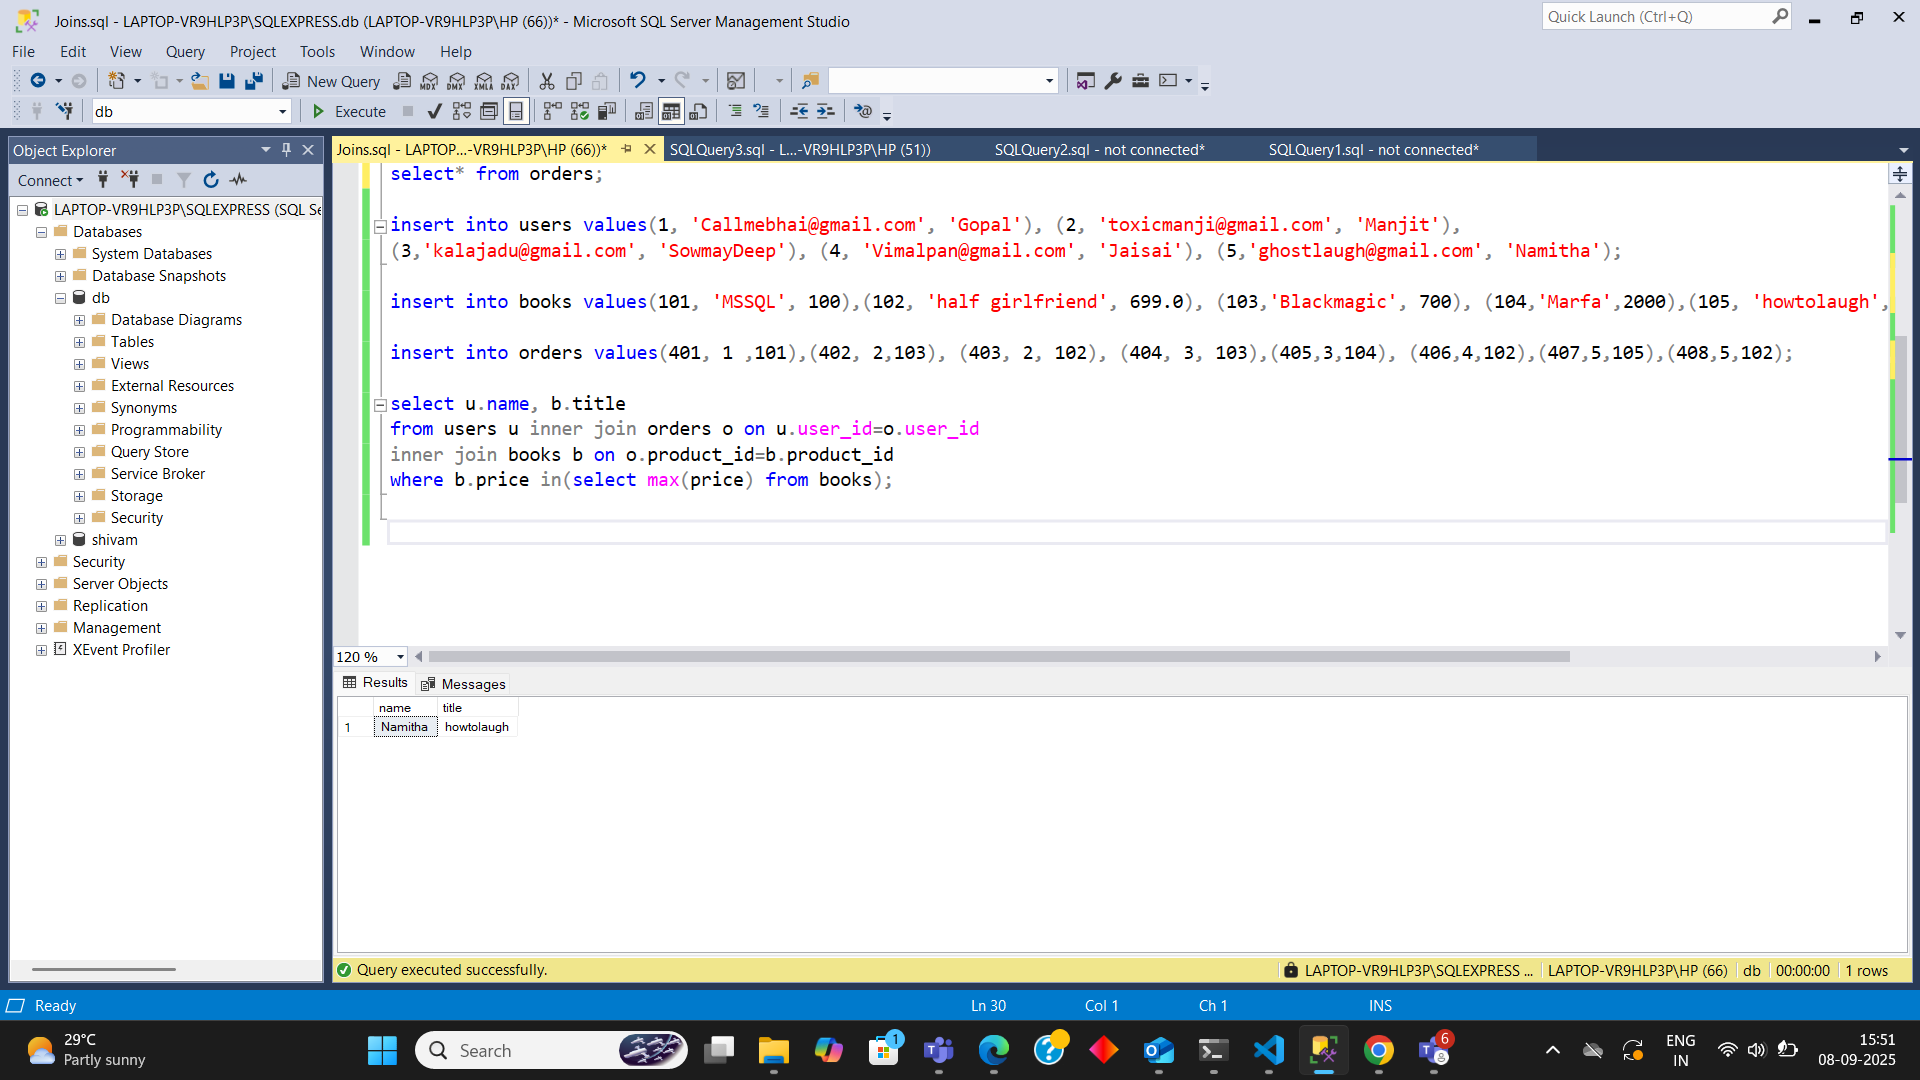 Joins.sql - LAPTOP-VR9HLP3P\SQLEXPRESS.db (LAPTOP-VR9HLP3P\HP (66))* - Microsoft SQL Server Management Studio
Quick Launch (Ctrl+Q)
File Edit View Query Project Tools Window Help
New Query
MDX DMX XMLA DAX
db
Execute
Object Explorer
Connect
LAPTOP-VR9HLP3P\SQLEXPRESS (SQL Se
Databases
System Databases
Database Snapshots
db
Database Diagrams
Tables
Views
External Resources
Synonyms
Programmability
Query Store
Service Broker
Storage
Security
shivam
Security
Server Objects
Replication
Management
XEvent Profiler
Joins.sql - LAPTOP...-VR9HLP3P\HP (66))*
SQLQuery3.sql - L...-VR9HLP3P\HP (51))
SQLQuery2.sql - not connected*
SQLQuery1.sql - not connected*
select* from orders;
insert into users values(1, 'Callmebhai@gmail.com', 'Gopal'), (2, 'toxicmanji@gmail.com', 'Manjit'),
(3,'kalajadu@gmail.com', 'SowmayDeep'), (4, 'Vimalpan@gmail.com', 'Jaisai'), (5,'ghostlaugh@gmail.com', 'Namitha');
insert into books values(101, 'MSSQL', 100),(102, 'half girlfriend', 699.0), (103,'Blackmagic', 700), (104,'Marfa',2000),(105, 'howtolaugh',
insert into orders values(401, 1 ,101),(402, 2,103), (403, 2, 102), (404, 3, 103),(405,3,104), (406,4,102),(407,5,105),(408,5,102);
select u.name, b.title
from users u inner join orders o on u.user_id=o.user_id
inner join books b on o.product_id=b.product_id
where b.price in(select max(price) from books);
120 %
Results Messages
name title
1 Namitha howtolaugh
Query executed successfully.
LAPTOP-VR9HLP3P\SQLEXPRESS ... LAPTOP-VR9HLP3P\HP (66) db 00:00:00 1 rows
Ready Ln 30 Col 1 Ch 1 INS
29°C
Partly sunny
Search
1
6
ENG
IN
15:51
08-09-2025